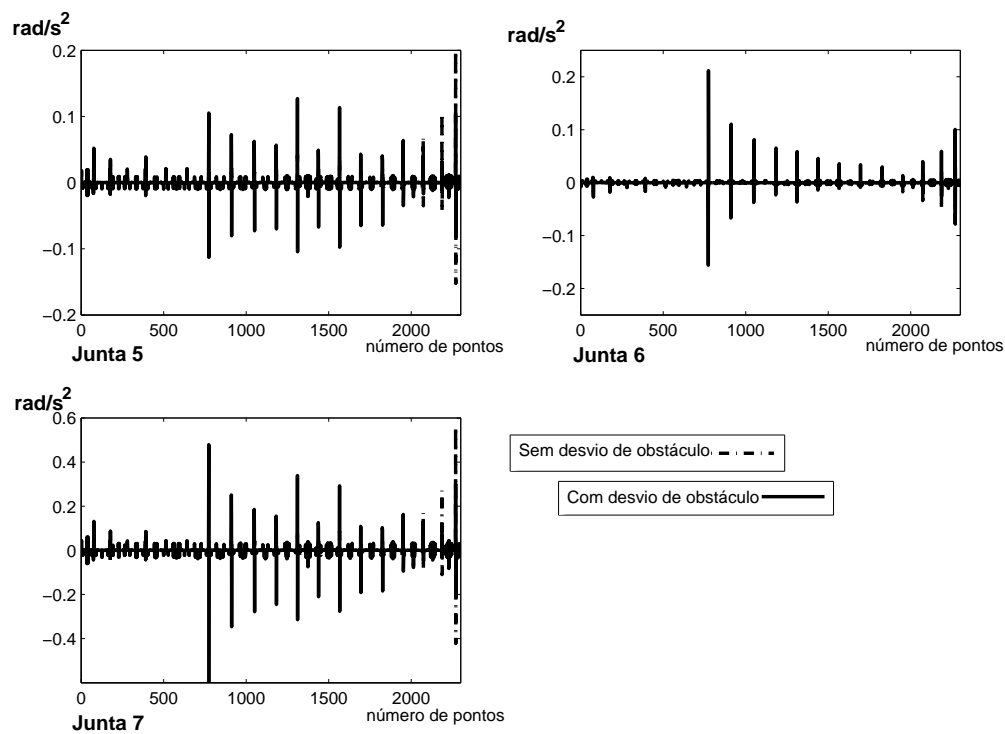 rad/s²
0.2
0.1
0
−0.1
−0.2
0 500 1000 1500 2000
número de pontos
Junta 5
rad/s²
0.2
0.1
0
−0.1
−0.2
0 500 1000 1500 2000
número de pontos
Junta 6
rad/s²
0.6
0.4
0.2
0
−0.2
−0.4
0 500 1000 1500 2000
número de pontos
Junta 7
Sem desvio de obstáculo
Com desvio de obstáculo